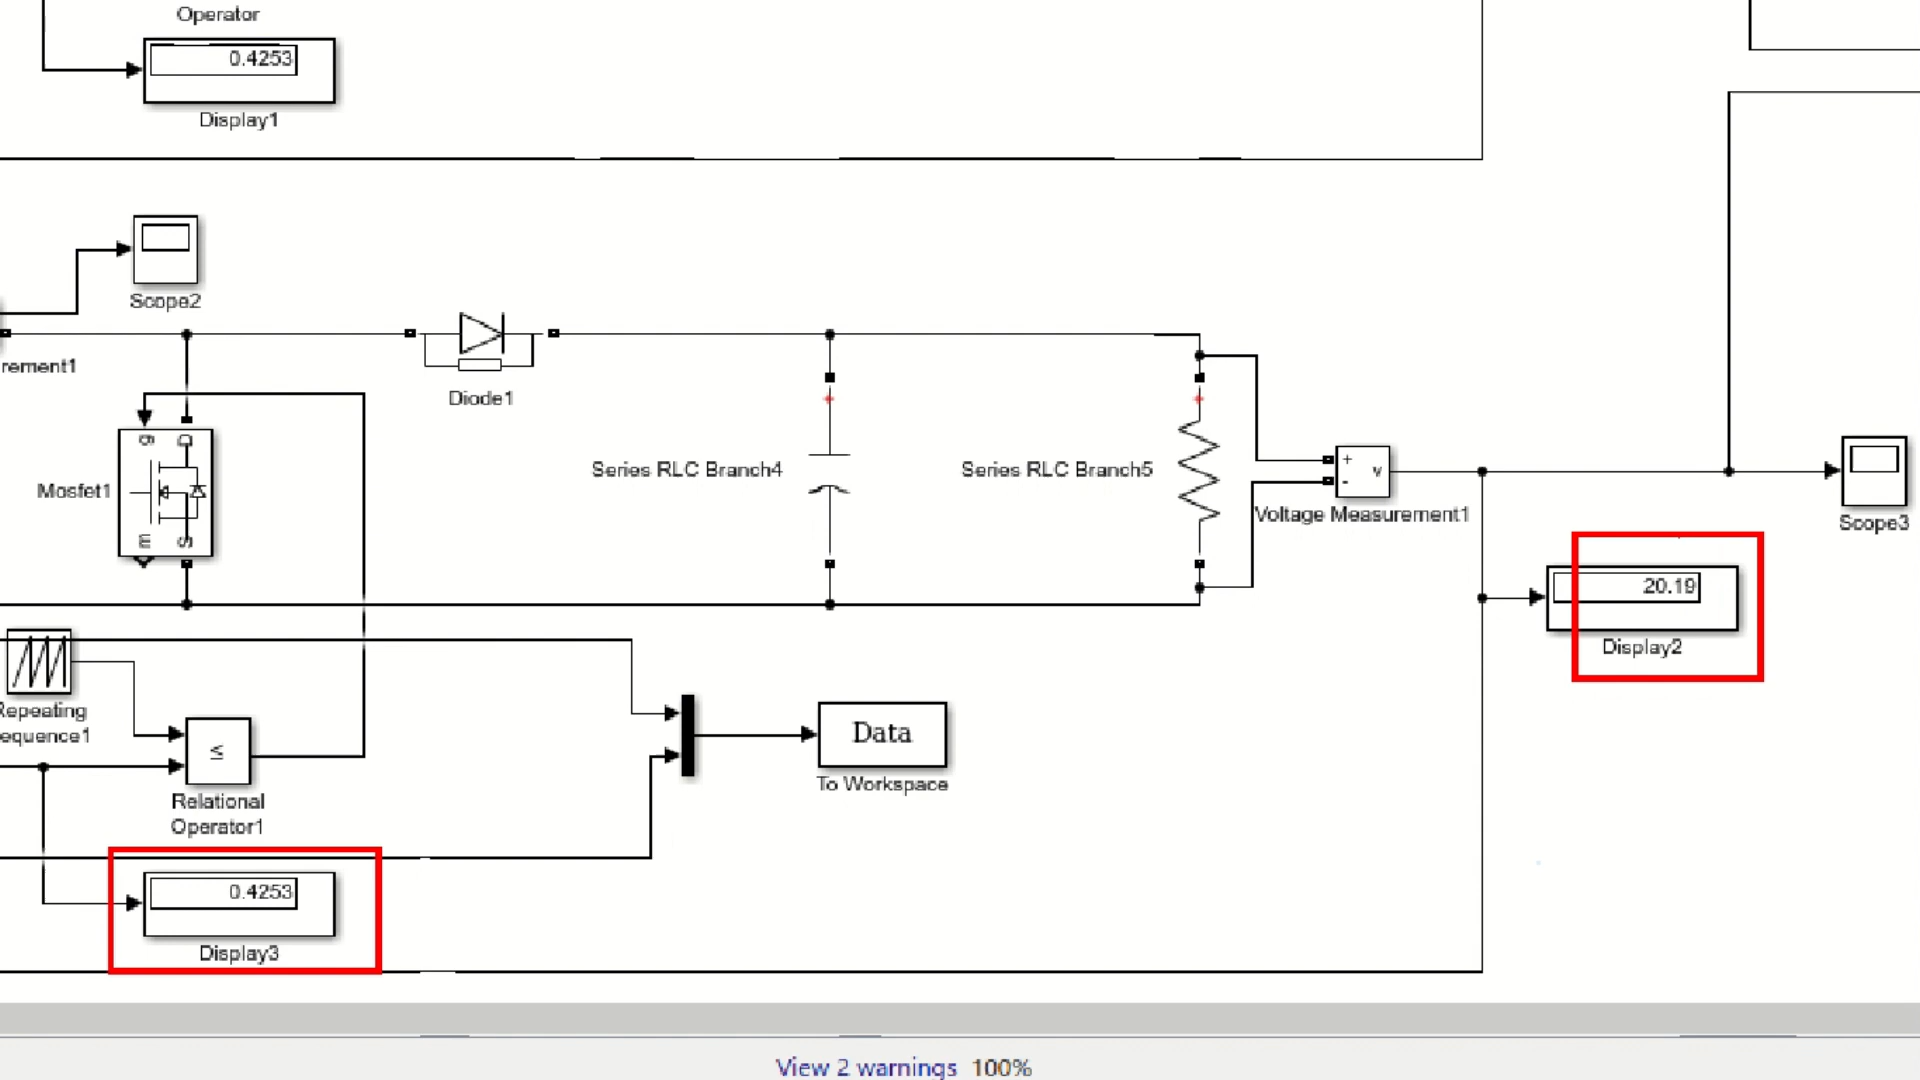 Operator
0.4253
Display1
Scope2
rement1
Diode1
g D
Mosfet1
m S
Series RLC Branch4
Series RLC Branch5
+
v
-
Voltage Measurement1
Scope3
20.19
Display2
Repeating
equence1
≤
Relational
Operator1
Data
To Workspace
0.4253
Display3
View 2 warnings 100%